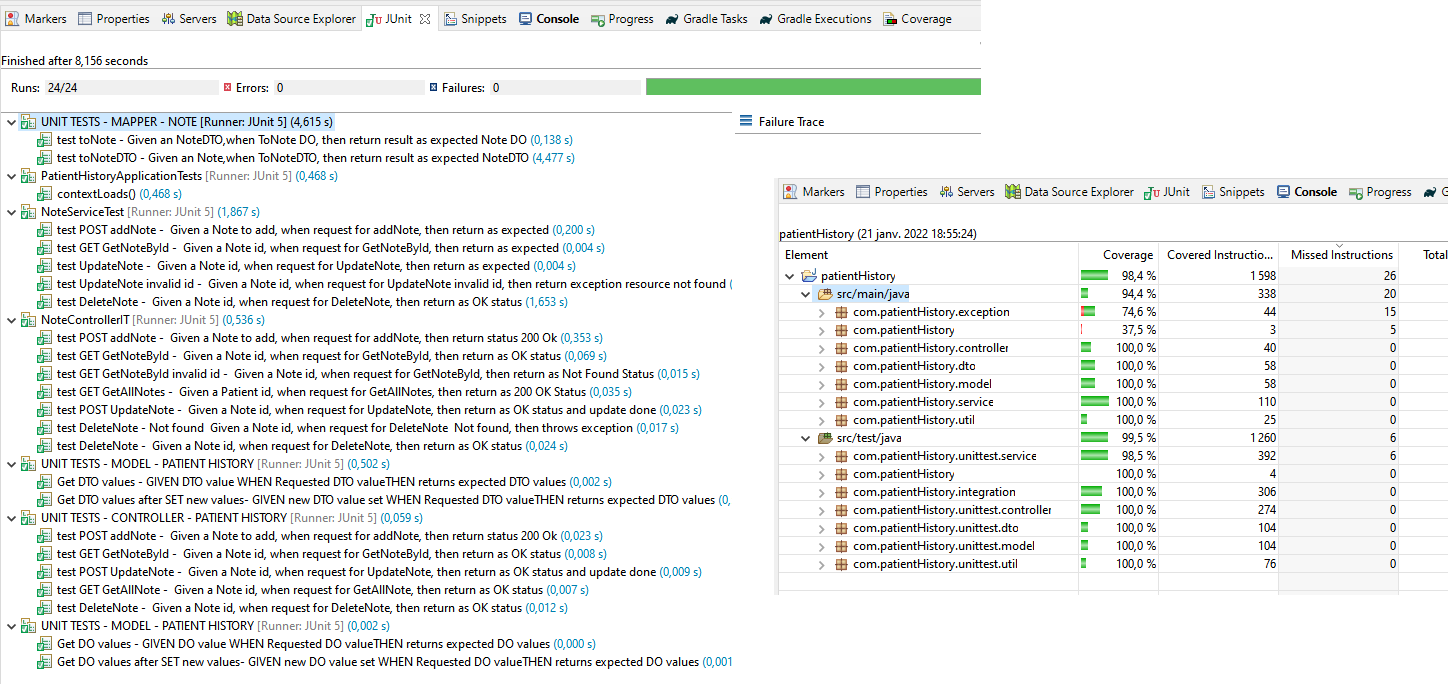 Markers Properties Servers Data Source Explorer JUnit Snippets Console Progress Gradle Tasks Gradle Executions Coverage
Finished after 8,156 seconds
Runs: 24/24 Errors: 0 Failures: 0
UNIT TESTS - MAPPER - NOTE [Runner: JUnit 5] (4,615 s)
test toNote - Given an NoteDTO,when ToNote DO, then return result as expected Note DO (0,138 s)
test toNoteDTO - Given an Note,when ToNoteDTO, then return result as expected NoteDTO (4,477 s)
PatientHistoryApplicationTests [Runner: JUnit 5] (0,468 s)
contextLoads() (0,468 s)
NoteServiceTest [Runner: JUnit 5] (1,867 s)
test POST addNote - Given a Note to add, when request for addNote, then return as expected (0,200 s)
test GET GetNoteById - Given a Note id, when request for GetNoteById, then return as expected (0,004 s)
test UpdateNote - Given a Note id, when request for UpdateNote, then return as expected (0,004 s)
test UpdateNote invalid id - Given a Note id, when request for UpdateNote invalid id, then return exception resource not found (
test DeleteNote - Given a Note id, when request for DeleteNote, then return as OK status (1,653 s)
NoteControllerIT [Runner: JUnit 5] (0,536 s)
test POST addNote - Given a Note to add, when request for addNote, then return status 200 Ok (0,353 s)
test GET GetNoteById - Given a Note id, when request for GetNoteById, then return as OK status (0,069 s)
test GET GetNoteById invalid id - Given a Note id, when request for GetNoteById, then return as Not Found Status (0,015 s)
test GET GetAllNotes - Given a Patient id, when request for GetAllNotes, then return as 200 OK Status (0,035 s)
test POST UpdateNote - Given a Note id, when request for UpdateNote, then return as OK status and update done (0,023 s)
test DeleteNote - Not found Given a Note id, when request for DeleteNote Not found, then throws exception (0,017 s)
test DeleteNote - Given a Note id, when request for DeleteNote, then return as OK status (0,024 s)
UNIT TESTS - MODEL - PATIENT HISTORY [Runner: JUnit 5] (0,502 s)
Get DTO values - GIVEN DTO value WHEN Requested DTO valueTHEN returns expected DTO values (0,002 s)
Get DTO values after SET new values- GIVEN new DTO value set WHEN Requested DTO valueTHEN returns expected DTO values (0,
UNIT TESTS - CONTROLLER - PATIENT HISTORY [Runner: JUnit 5] (0,059 s)
test POST addNote - Given a Note to add, when request for addNote, then return status 200 Ok (0,023 s)
test GET GetNoteById - Given a Note id, when request for GetNoteById, then return as OK status (0,008 s)
test POST UpdateNote - Given a Note id, when request for UpdateNote, then return as OK status and update done (0,009 s)
test GET GetAllNote - Given a Note id, when request for GetAllNote, then return as OK status (0,007 s)
test DeleteNote - Given a Note id, when request for DeleteNote, then return as OK status (0,012 s)
UNIT TESTS - MODEL - PATIENT HISTORY [Runner: JUnit 5] (0,002 s)
Get DO values - GIVEN DO value WHEN Requested DO valueTHEN returns expected DO values (0,000 s)
Get DO values after SET new values- GIVEN new DO value set WHEN Requested DO valueTHEN returns expected DO values (0,001
Failure Trace
Markers Properties Servers Data Source Explorer JUnit Snippets Console Progress G
patientHistory (21 janv. 2022 18:55:24)
Element Coverage Covered Instructio... Missed Instructions Total
patientHistory 98,4 % 1 598 26
src/main/java 94,4 % 338 20
com.patientHistory.exception 74,6 % 44 15
com.patientHistory 37,5 % 3 5
com.patientHistory.controller 100,0 % 40 0
com.patientHistory.dto 100,0 % 58 0
com.patientHistory.model 100,0 % 58 0
com.patientHistory.service 100,0 % 110 0
com.patientHistory.util 100,0 % 25 0
src/test/java 99,5 % 1 260 6
com.patientHistory.unittest.service 98,5 % 392 6
com.patientHistory 100,0 % 4 0
com.patientHistory.integration 100,0 % 306 0
com.patientHistory.unittest.controller 100,0 % 274 0
com.patientHistory.unittest.dto 100,0 % 104 0
com.patientHistory.unittest.model 100,0 % 104 0
com.patientHistory.unittest.util 100,0 % 76 0